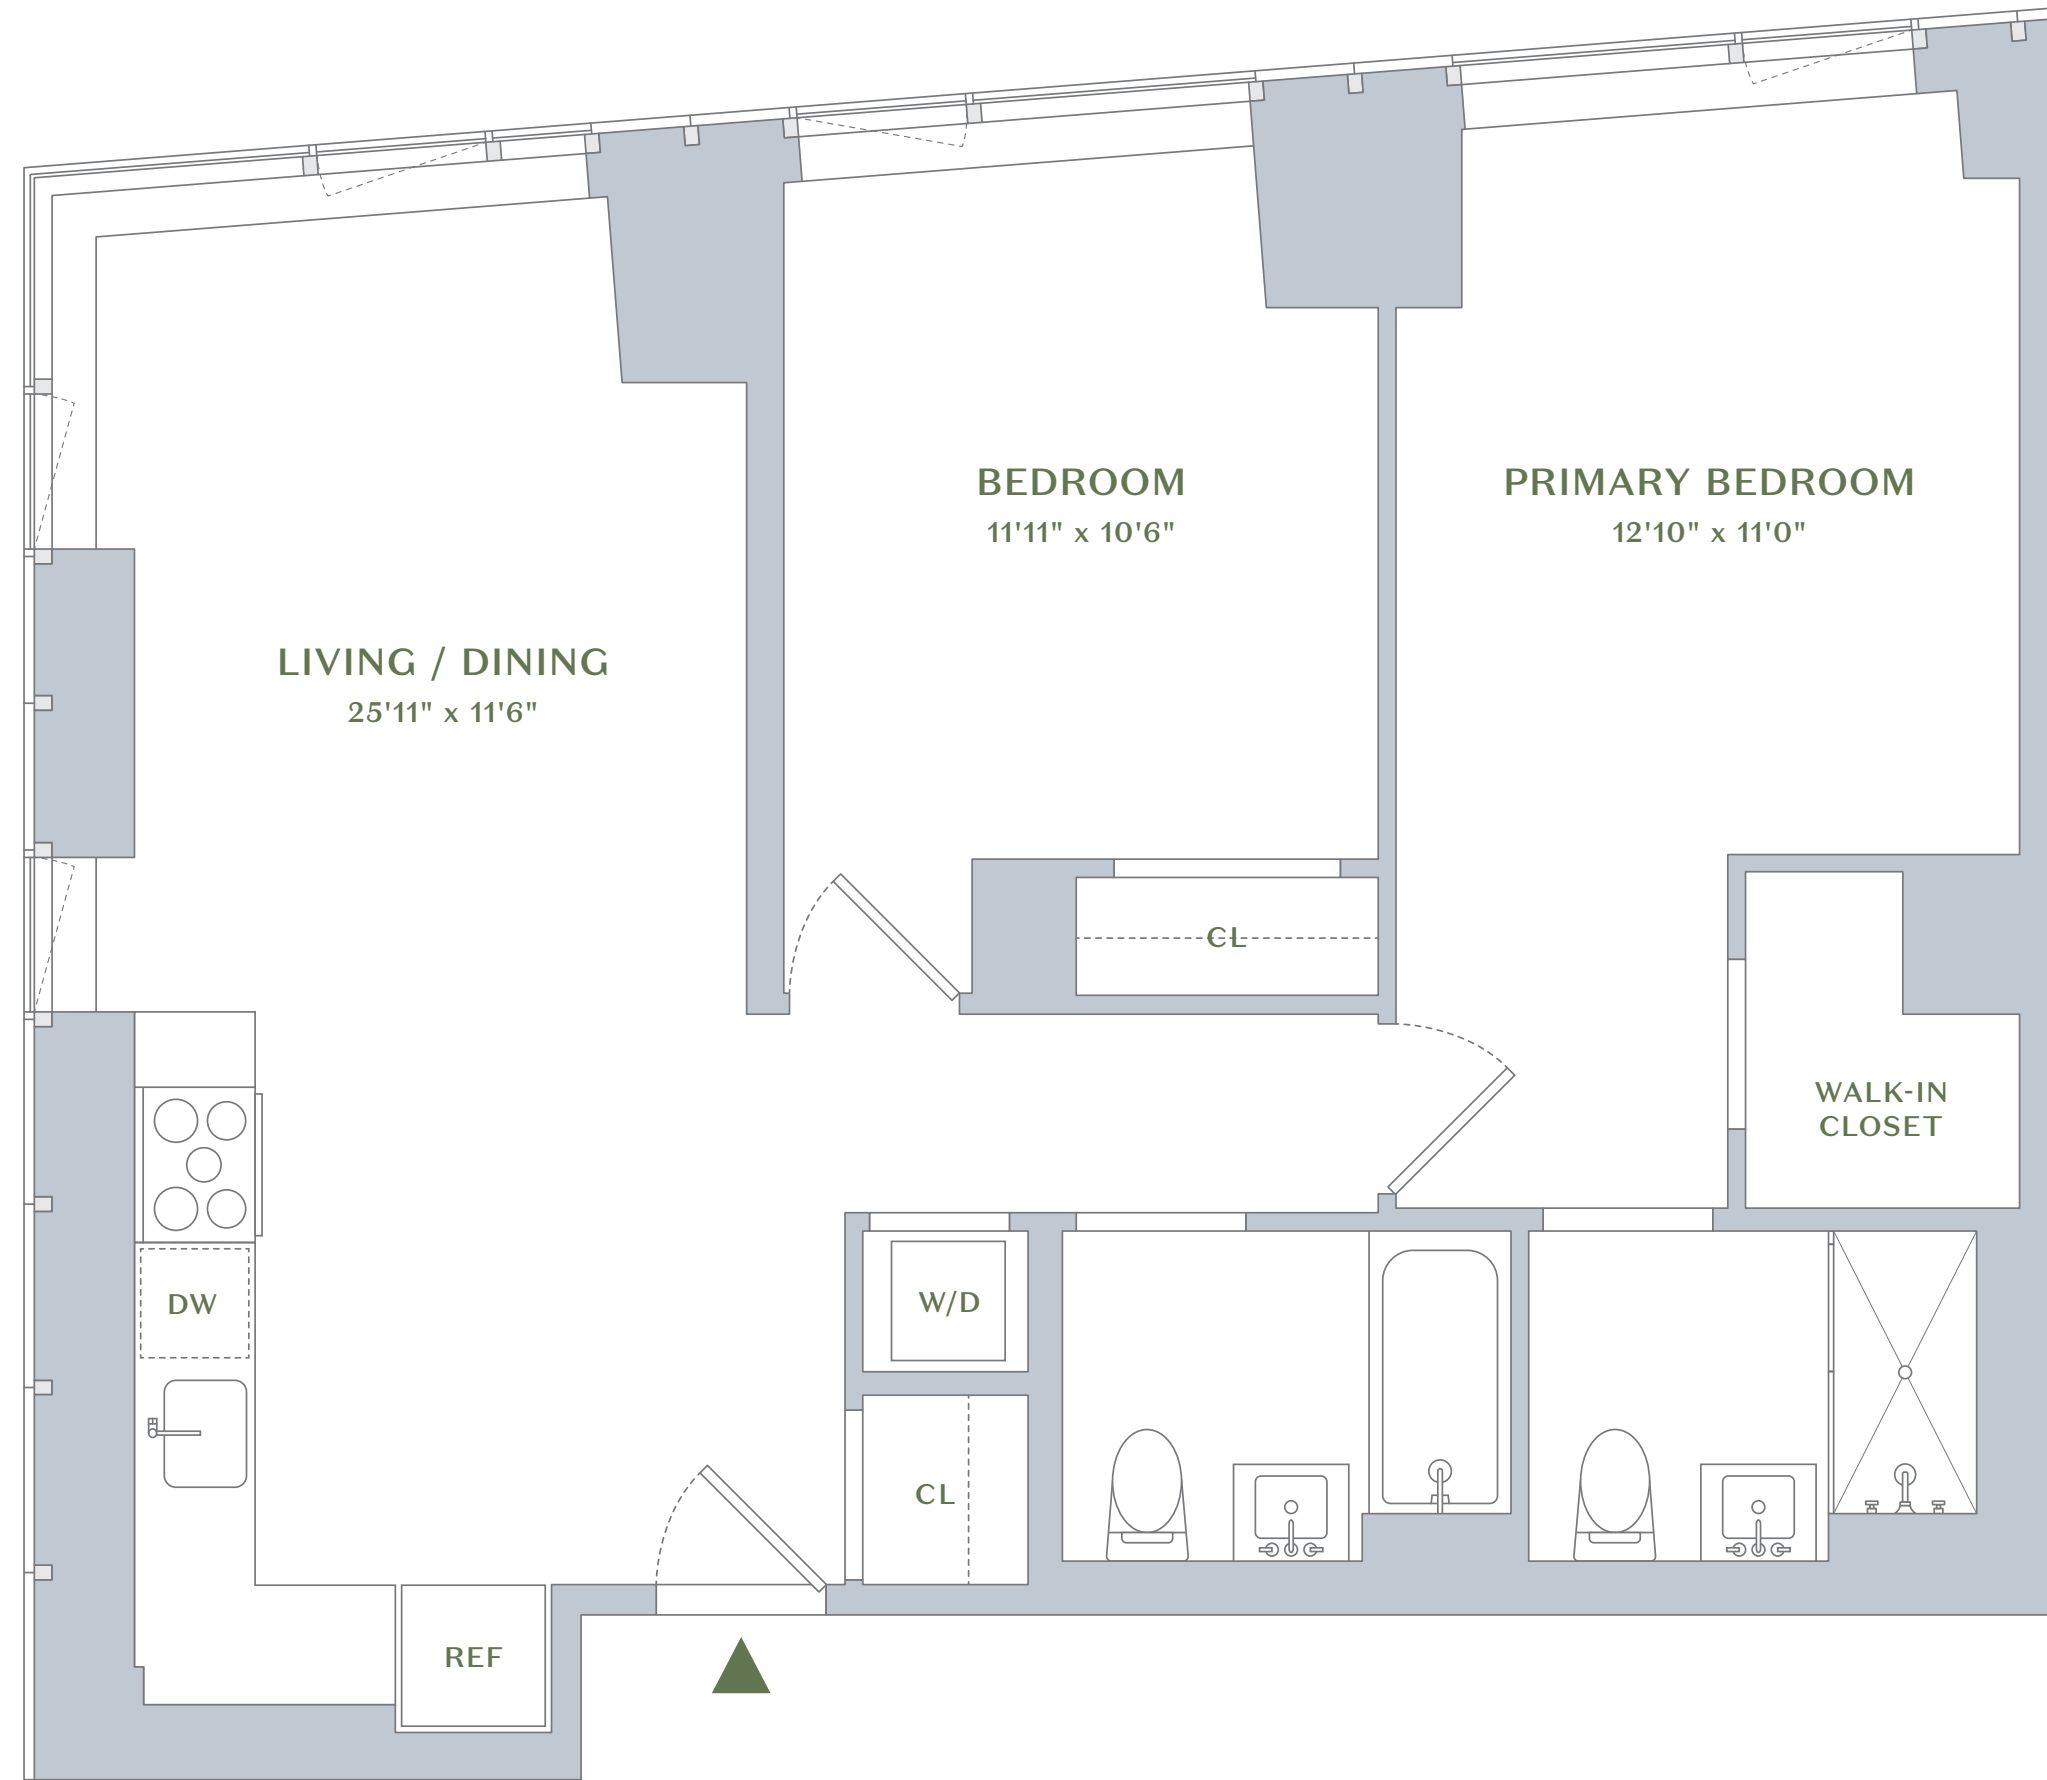 BEDROOM
11'11" x 10'6"
PRIMARY BEDROOM
12'10" x 11'0"
LIVING / DINING
25'11" x 11'6"
CL
WALK-IN
CLOSET
DW
W/D
CL
REF